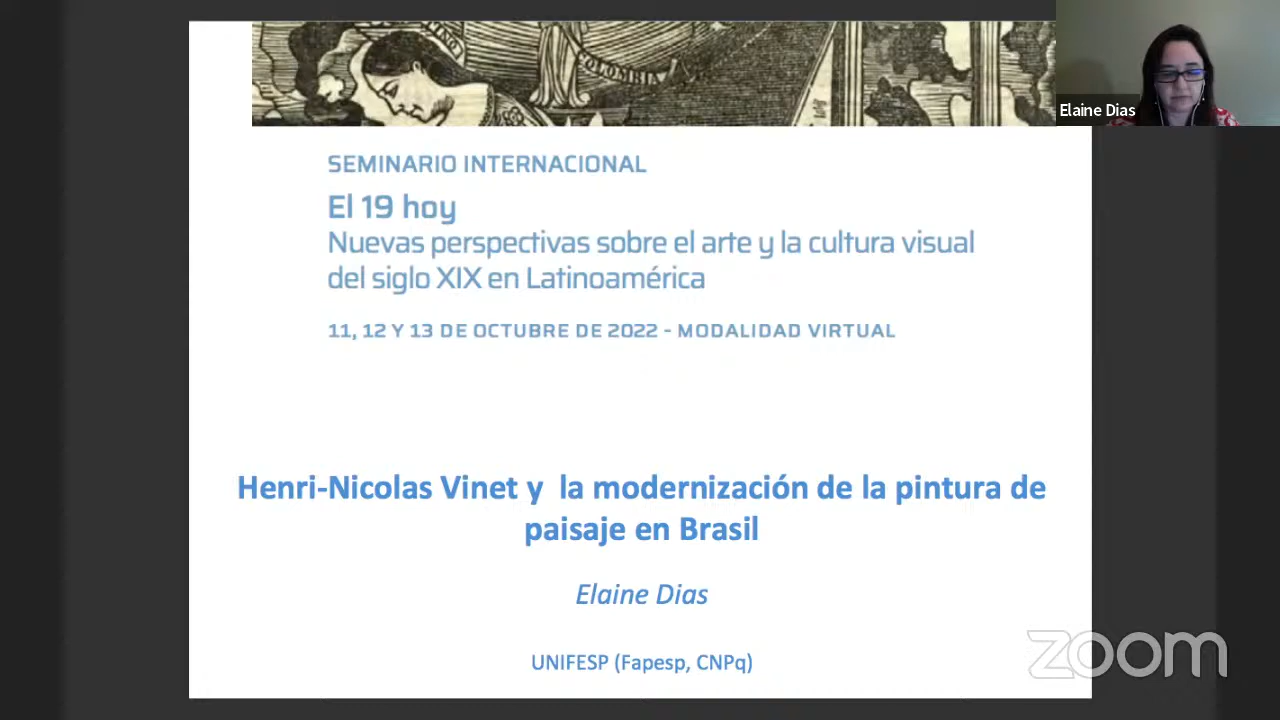 COLOMBIA
Elaine Dias
SEMINARIO INTERNACIONAL
El 19 hoy
Nuevas perspectivas sobre el arte y la cultura visual
del siglo XIX en Latinoamérica
11, 12 Y 13 DE OCTUBRE DE 2022 - MODALIDAD VIRTUAL
Henri-Nicolas Vinet y la modernización de la pintura de
paisaje en Brasil
Elaine Dias
UNIFESP (Fapesp, CNPq)
zoom